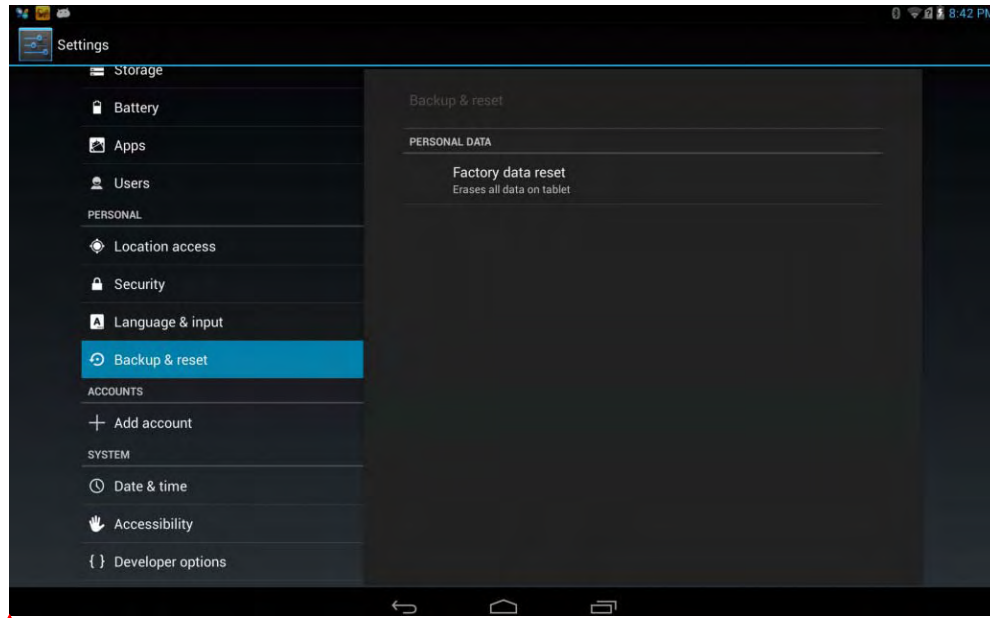 8:42 PM
Settings
Storage
Battery
Backup & reset
Apps
PERSONAL DATA
Users
Factory data reset
Erases all data on tablet
PERSONAL
Location access
Security
A Language & input
Backup & reset
ACCOUNTS
Add account
SYSTEM
Date & time
Accessibility
{ } Developer options